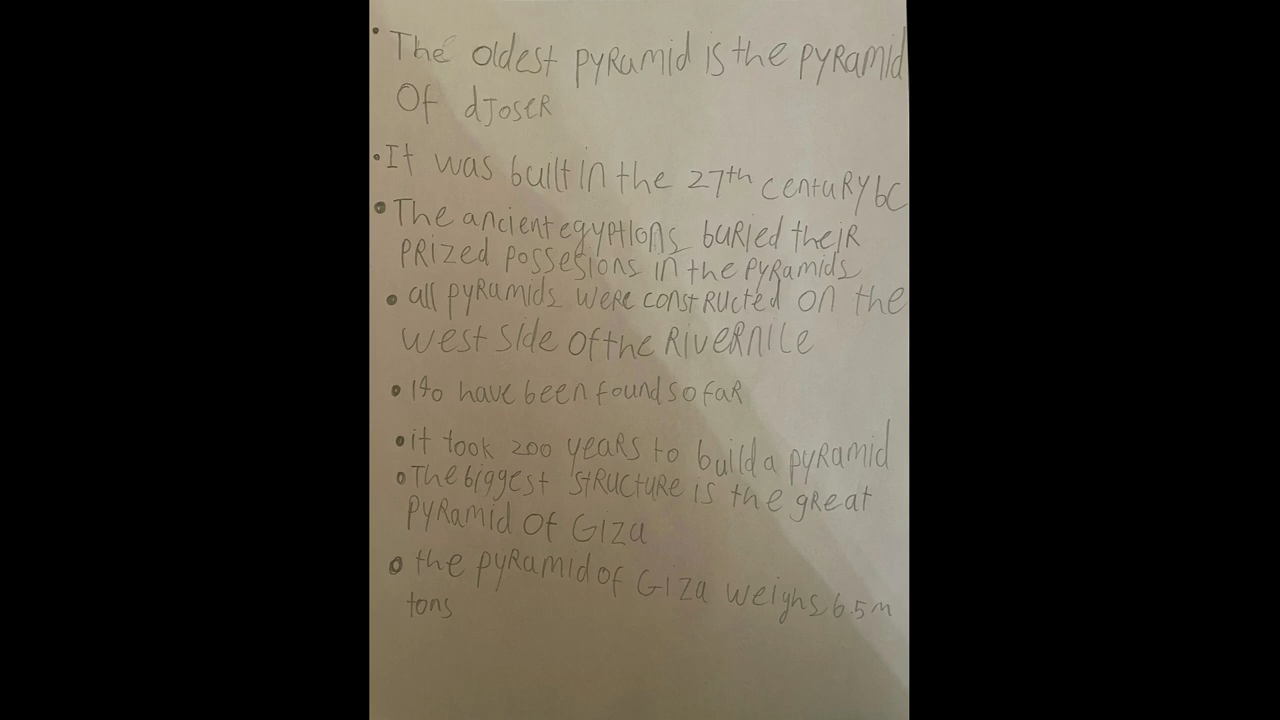 • The oldest pyramid is the pyramid
Of djoser
• It was built in the 27th century bc
• The ancient egyptions buried their
prized possesions in the pyramids
• all pyramids were constructed on the
west side of the River nile
• 140 have been found so far
• it took 200 years to build a pyramid
• The biggest structure is the great
pyramid of Giza
• the pyramid of Giza weighs 6.5m
tons